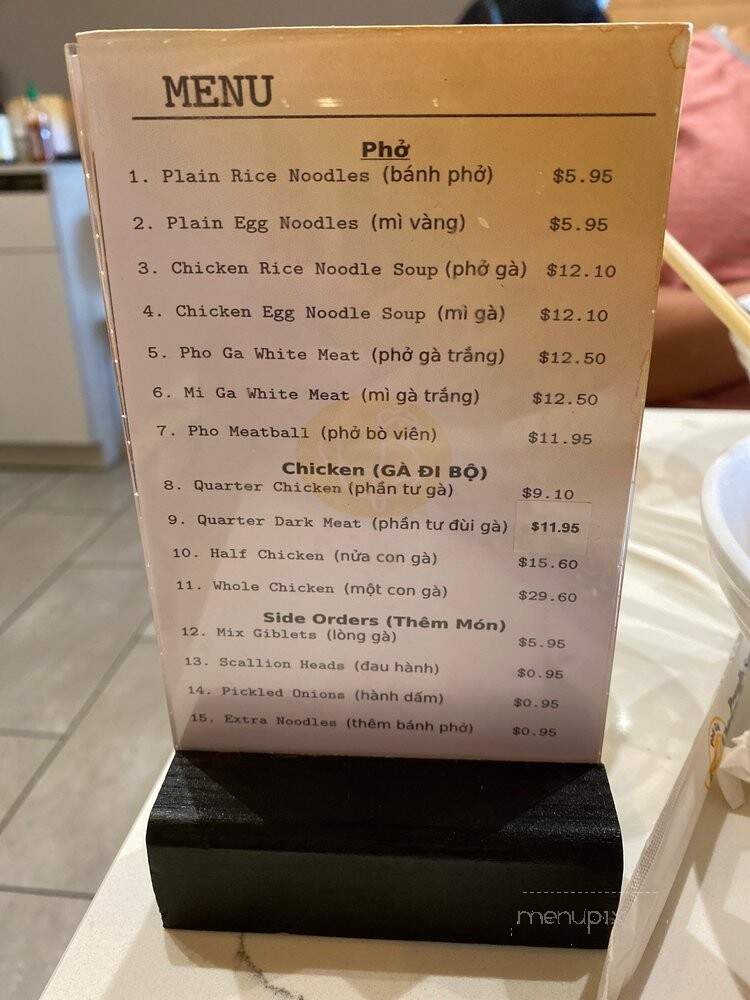 MENU
Phở
1. Plain Rice Noodles (bánh phở) $5.95
2. Plain Egg Noodles (mì vàng) $5.95
3. Chicken Rice Noodle Soup (phở gà) $12.10
4. Chicken Egg Noodle Soup (mì gà) $12.10
5. Pho Ga White Meat (phở gà trắng) $12.50
6. Mi Ga White Meat (mì gà trắng) $12.50
7. Pho Meatball (phở bò viên) $11.95
Chicken (GÀ ĐI BỘ)
8. Quarter Chicken (phần tư gà) $9.10
9. Quarter Dark Meat (phần tư đùi gà) $11.95
10. Half Chicken (nửa con gà) $15.60
11. Whole Chicken (một con gà) $29.60
Side Orders (Thêm Món)
12. Mix Giblets (lòng gà) $5.95
13. Scallion Heads (đau hành) $0.95
14. Pickled Onions (hành dấm) $0.95
15. Extra Noodles (thêm bánh phở) $0.95
menupix